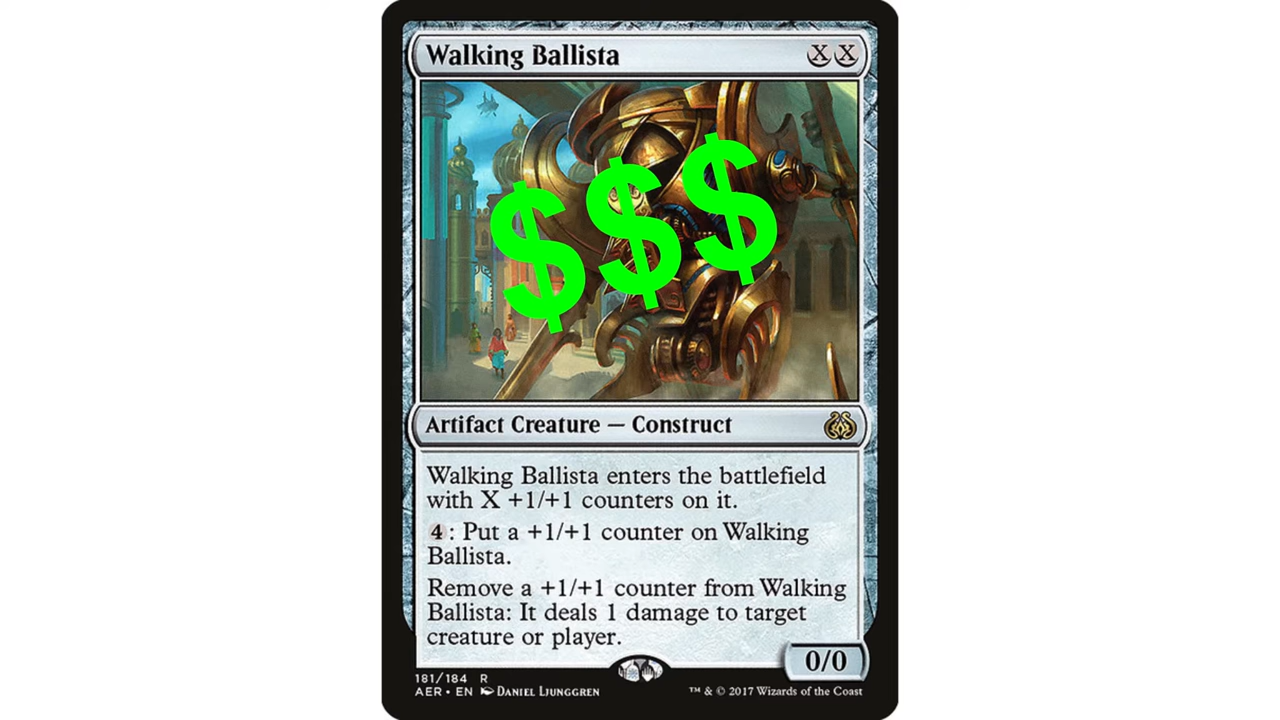 Walking Ballista XX
$$$
Artifact Creature — Construct
Walking Ballista enters the battlefield
with X +1/+1 counters on it.
4: Put a +1/+1 counter on Walking
Ballista.
Remove a +1/+1 counter from Walking
Ballista: It deals 1 damage to target
creature or player.
0/0
181/184 R
AER • EN DANIEL LJUNGGREN
™ & © 2017 Wizards of the Coast